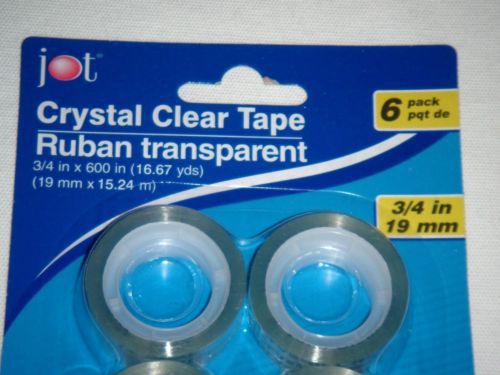 jot®
6 pack
pqt de
Crystal Clear Tape
Ruban transparent
3/4 in x 600 in (16.67 yds)
(19 mm x 15.24 m)
3/4 in
19 mm